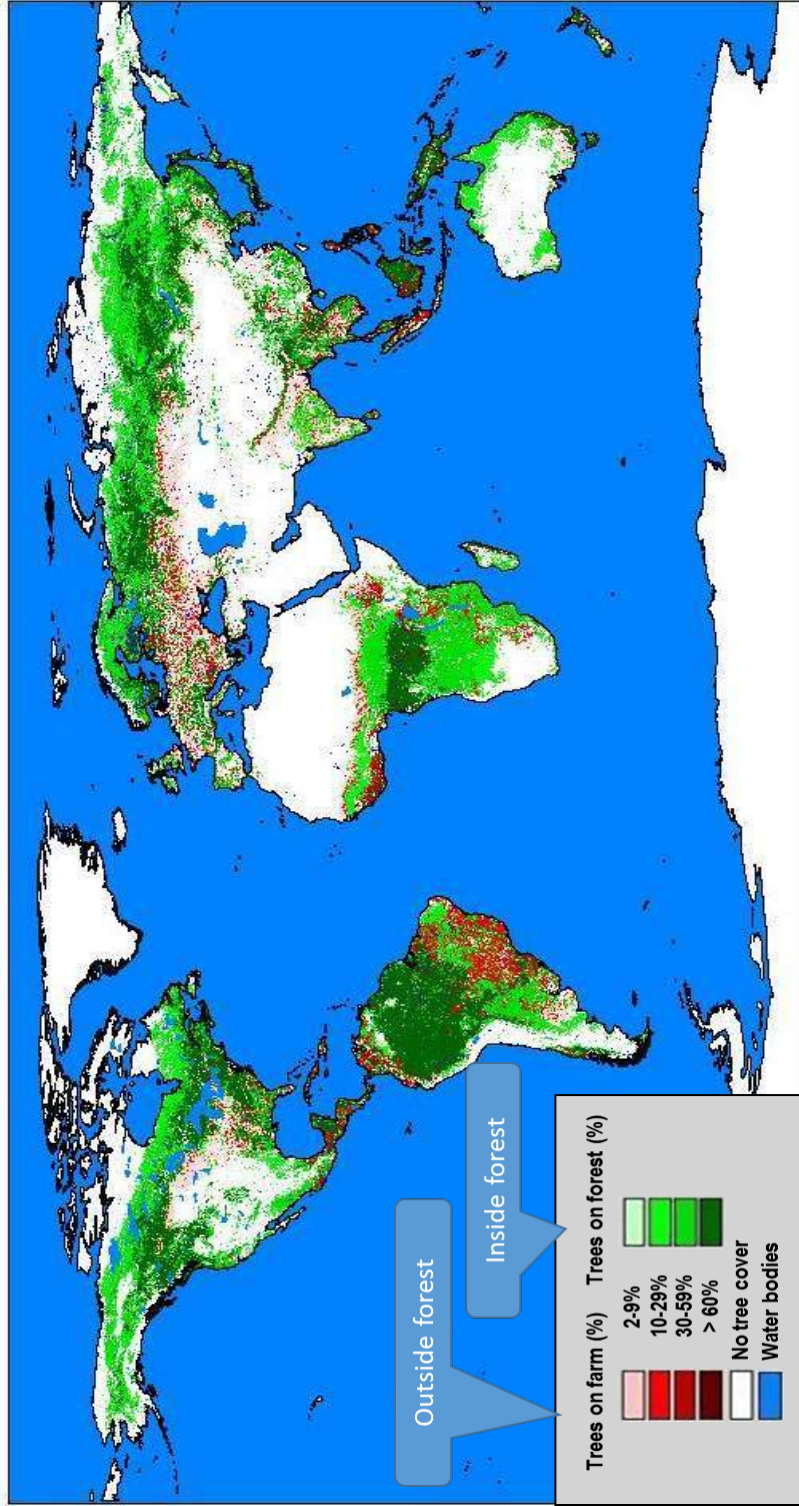 Outside forest
Inside forest
Trees on farm (%)
Trees on forest (%)
2-9%
10-29%
30-59%
> 60%
No tree cover
Water bodies